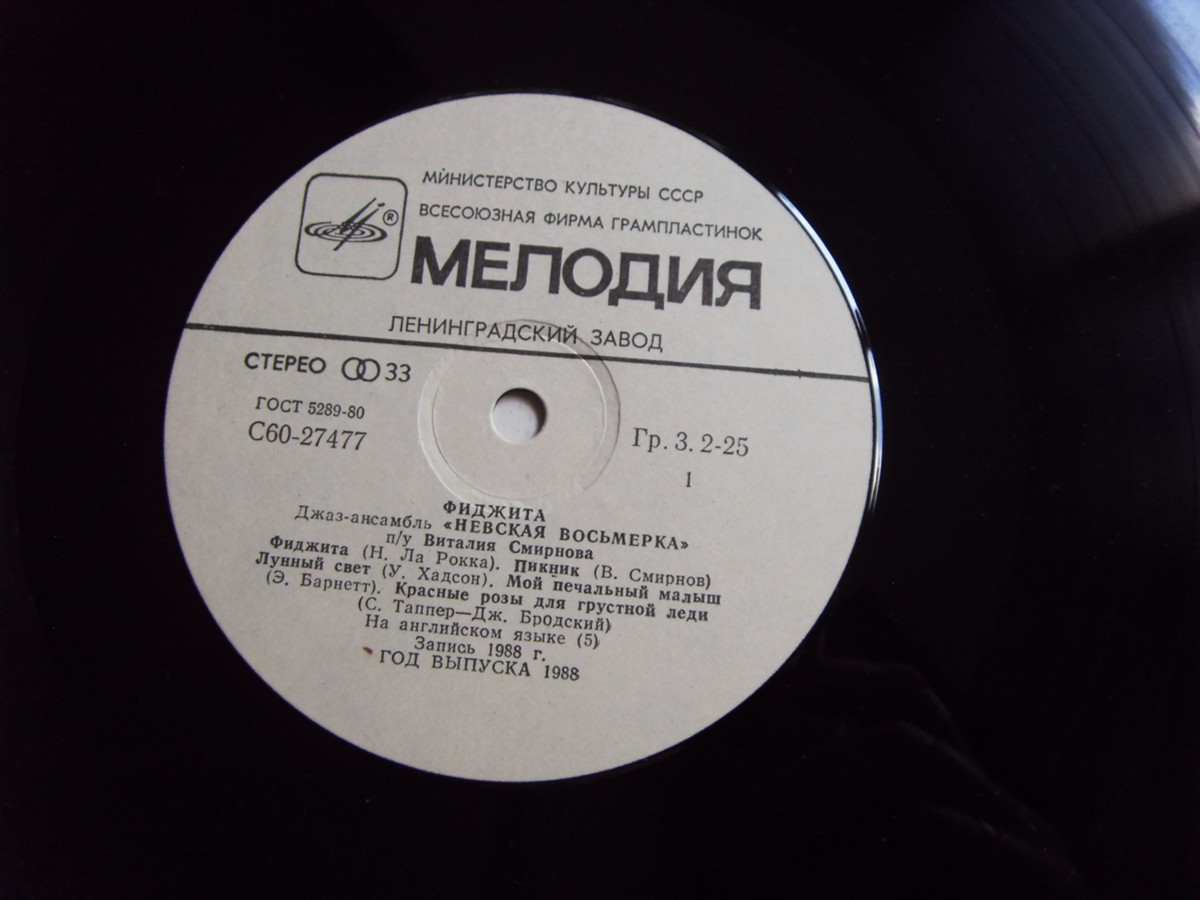 МИНИСТЕРСТВО КУЛЬТУРЫ СССР
ВСЕСОЮЗНАЯ ФИРМА ГРАМПЛАСТИНОК
®
МЕЛОДИЯ
ЛЕНИНГРАДСКИЙ ЗАВОД
СТЕРЕО 33
ГОСТ 5289-80
С60-27477
Гр. 3. 2-25
1
ФИДЖИТА
Джаз-ансамбль «НЕВСКАЯ ВОСЬМЕРКА»
п/у Виталия Смирнова
Фиджита (Н. Ла Рокка). Пикник (В. Смирнов)
Лунный свет (У. Хадсон). Мой печальный малыш
(Э. Барнетт). Красные розы для грустной леди
(С. Таппер—Дж. Бродский)
На английском языке (5)
Запись 1988 г.
ГОД ВЫПУСКА 1988